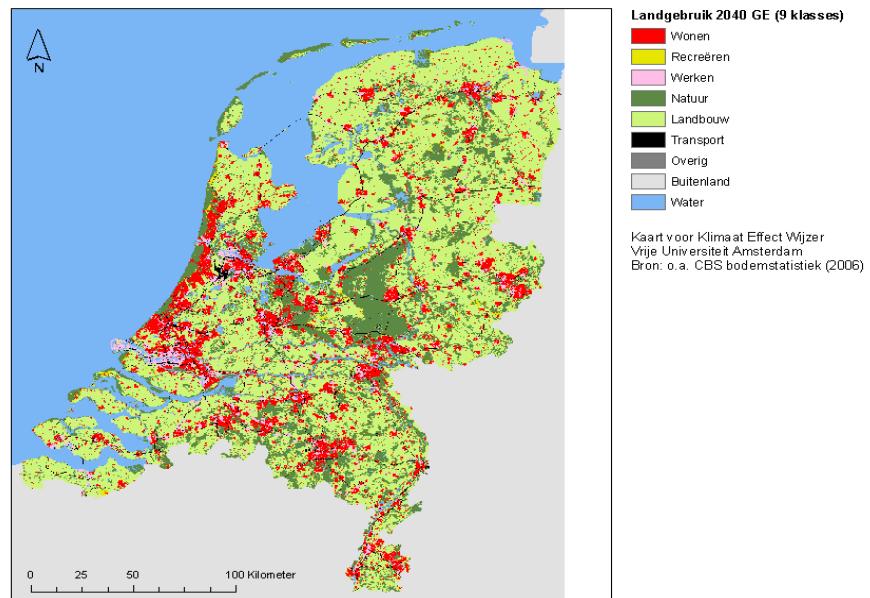 Landgebruik 2040 GE (9 klasses)
Wonen
Recreëren
Werken
Natuur
Landbouw
Transport
Overig
Buitenland
Water
Kaart voor Klimaat Effect Wijzer
Vrije Universiteit Amsterdam
Bron: o.a. CBS bodemstatistiek (2006)
N
0 25 50 100 Kilometer